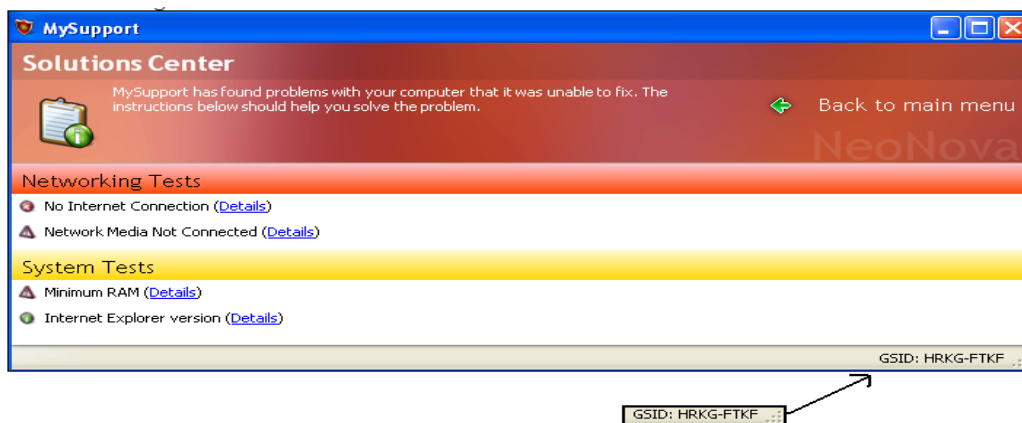 MySupport
Solutions Center
MySupport has found problems with your computer that it was unable to fix. The
instructions below should help you solve the problem.
Back to main menu
NeoNova
Networking Tests
No Internet Connection (Details)
Network Media Not Connected (Details)
System Tests
Minimum RAM (Details)
Internet Explorer version (Details)
GSID: HRKG-FTKF
GSID: HRKG-FTKF